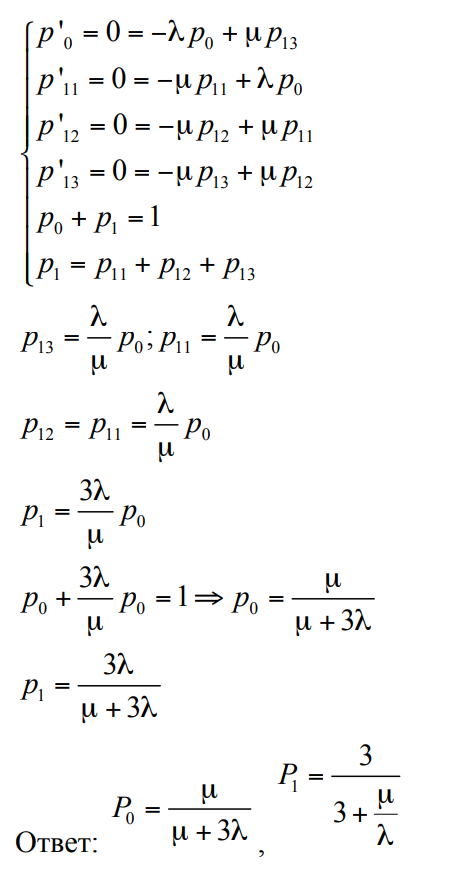 p'₀ = 0 = −λp₀ + μp₁₃
p'₁₁ = 0 = −μp₁₁ + λp₀
p'₁₂ = 0 = −μp₁₂ + μp₁₁
p'₁₃ = 0 = −μp₁₃ + μp₁₂
p₀ + p₁ = 1
p₁ = p₁₁ + p₁₂ + p₁₃
p₁₃ = λ/μ p₀; p₁₁ = λ/μ p₀
p₁₂ = p₁₁ = λ/μ p₀
p₁ = 3λ/μ p₀
p₀ + 3λ/μ p₀ = 1 ⇒ p₀ = μ/(μ + 3λ)
p₁ = 3λ/(μ + 3λ)
Ответ: P₀ = μ/(μ + 3λ), P₁ = 3/(3 + μ/λ)